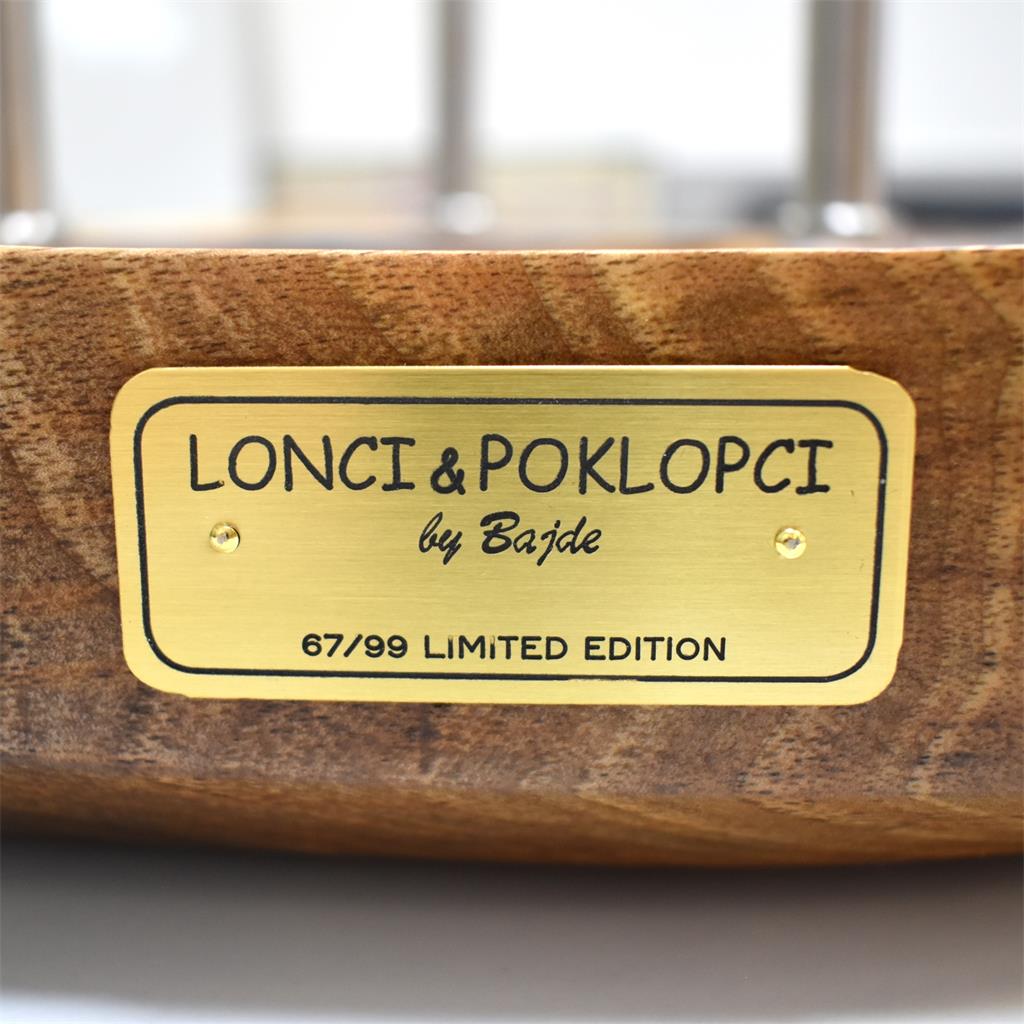 LONCI & POKLOPCI
by Bajde
67/99 LIMITED EDITION